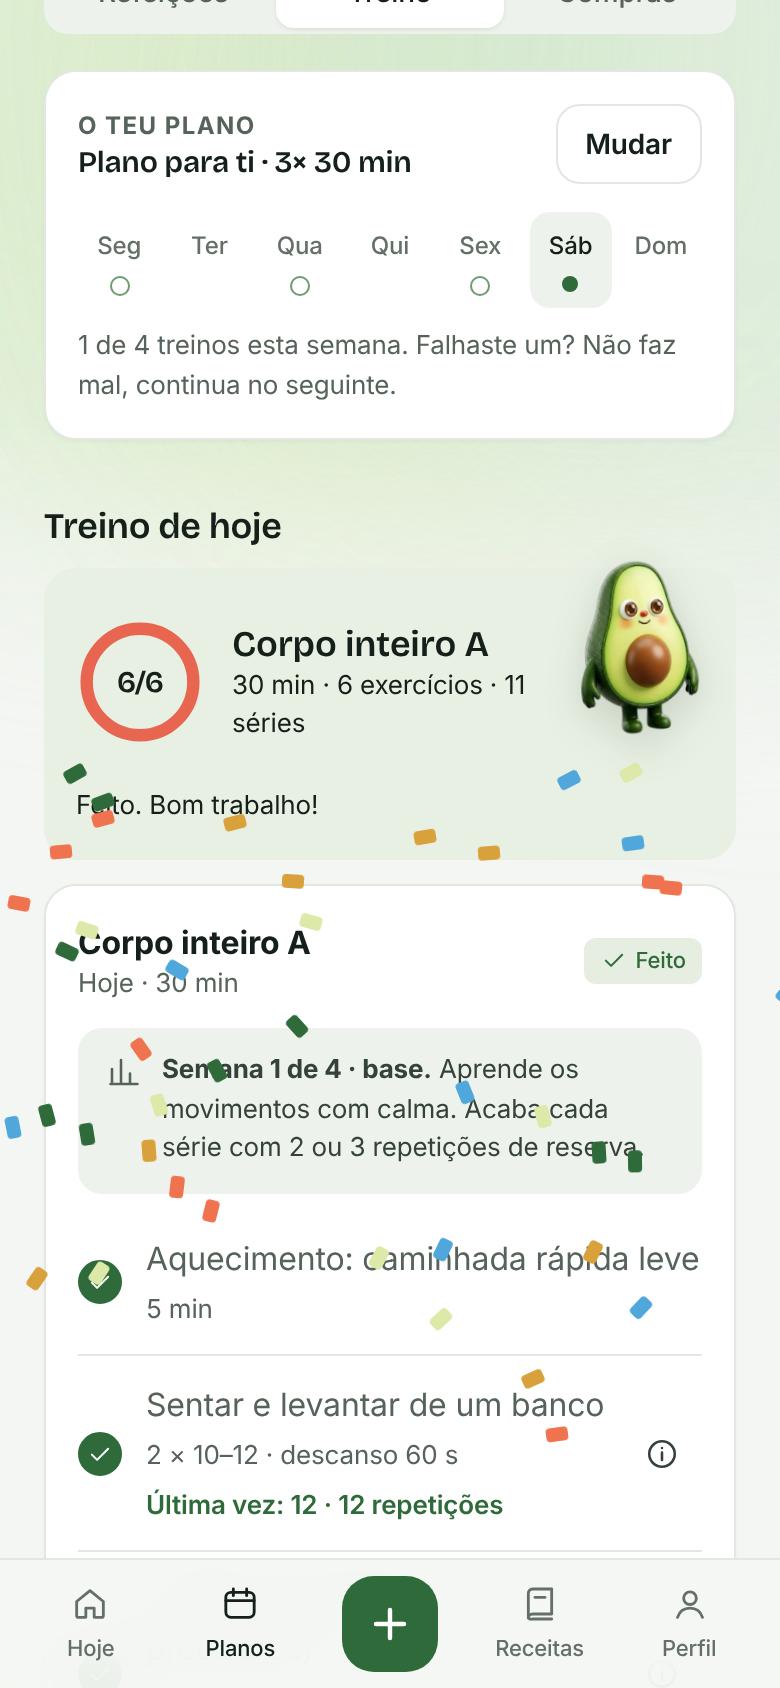 O TEU PLANO
Plano para ti · 3× 30 min
Mudar
Seg Ter Qua Qui Sex Sáb Dom
1 de 4 treinos esta semana. Falhaste um? Não faz
mal, continua no seguinte.
Treino de hoje
6/6
Corpo inteiro A
30 min · 6 exercícios · 11
séries
Feito. Bom trabalho!
Corpo inteiro A
Hoje · 30 min
Feito
Semana 1 de 4 · base. Aprende os
movimentos com calma. Acaba cada
série com 2 ou 3 repetições de reserva.
Aquecimento: caminhada rápida leve
5 min
Sentar e levantar de um banco
2 × 10–12 · descanso 60 s
Última vez: 12 · 12 repetições
Hoje
Planos
Receitas
Perfil